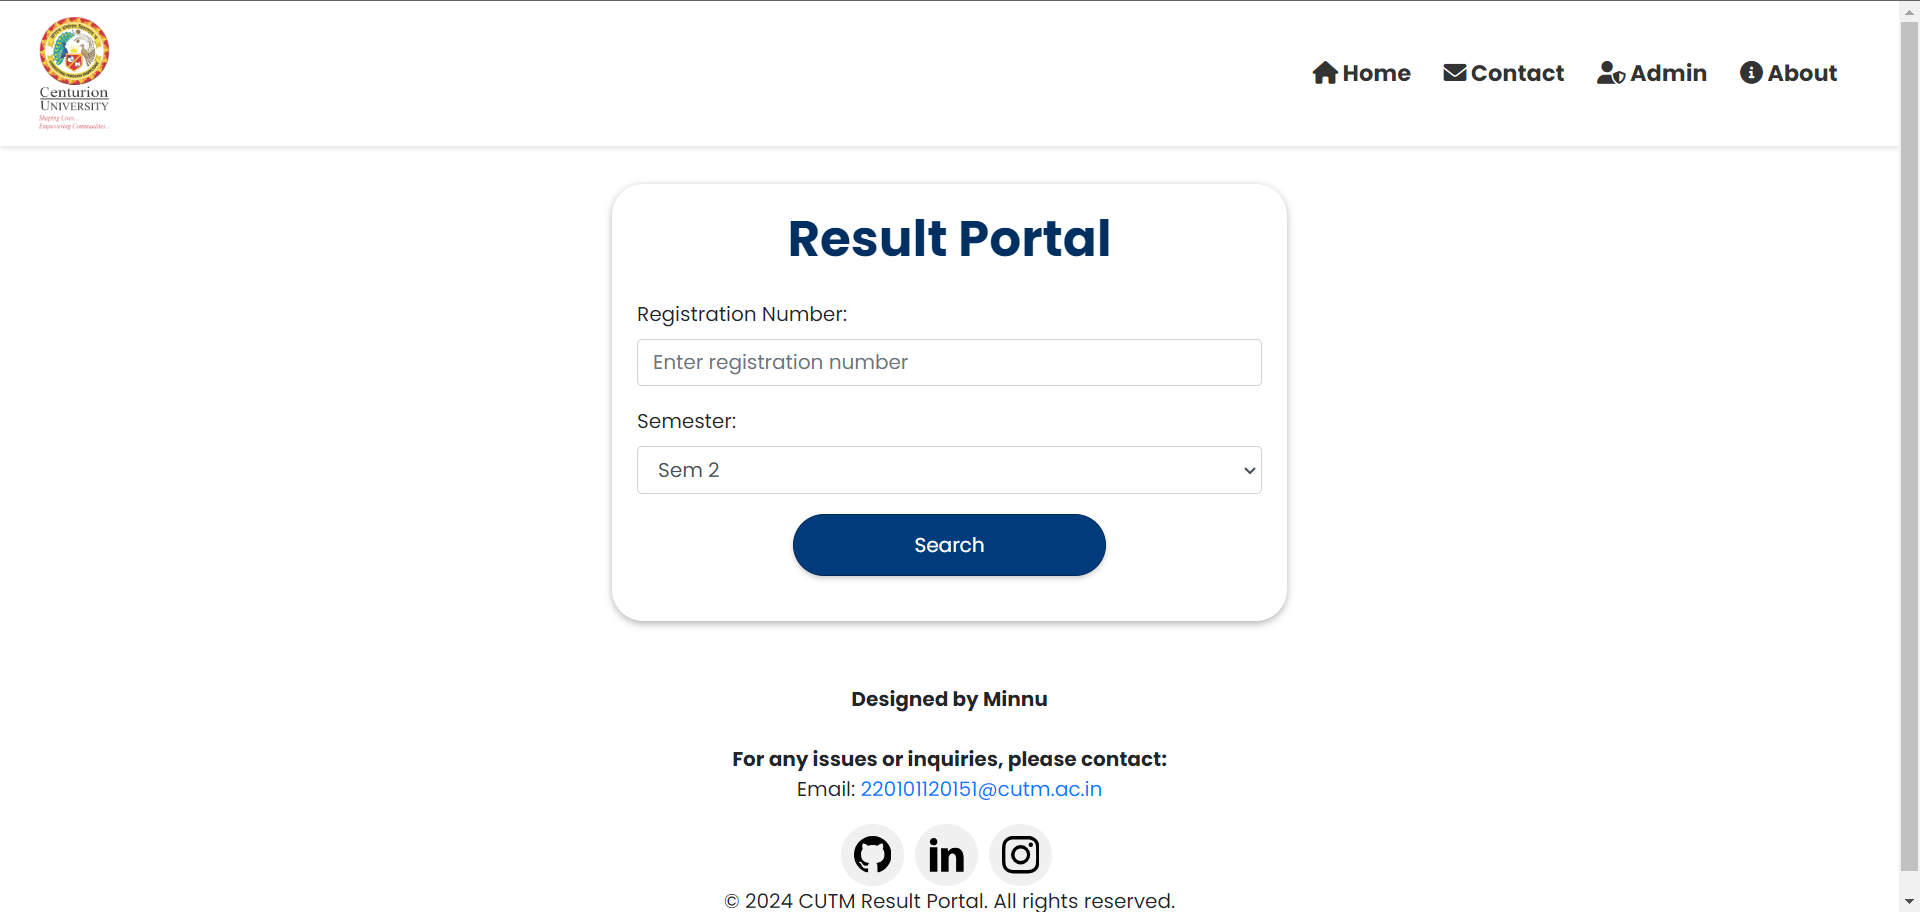 Centurion
UNIVERSITY
Shaping Lives...
Empowering Communities...
Home Contact Admin About
Result Portal
Registration Number:
Enter registration number
Semester:
Sem 2
Search
Designed by Minnu
For any issues or inquiries, please contact:
Email: 220101120151@cutm.ac.in
in
© 2024 CUTM Result Portal. All rights reserved.